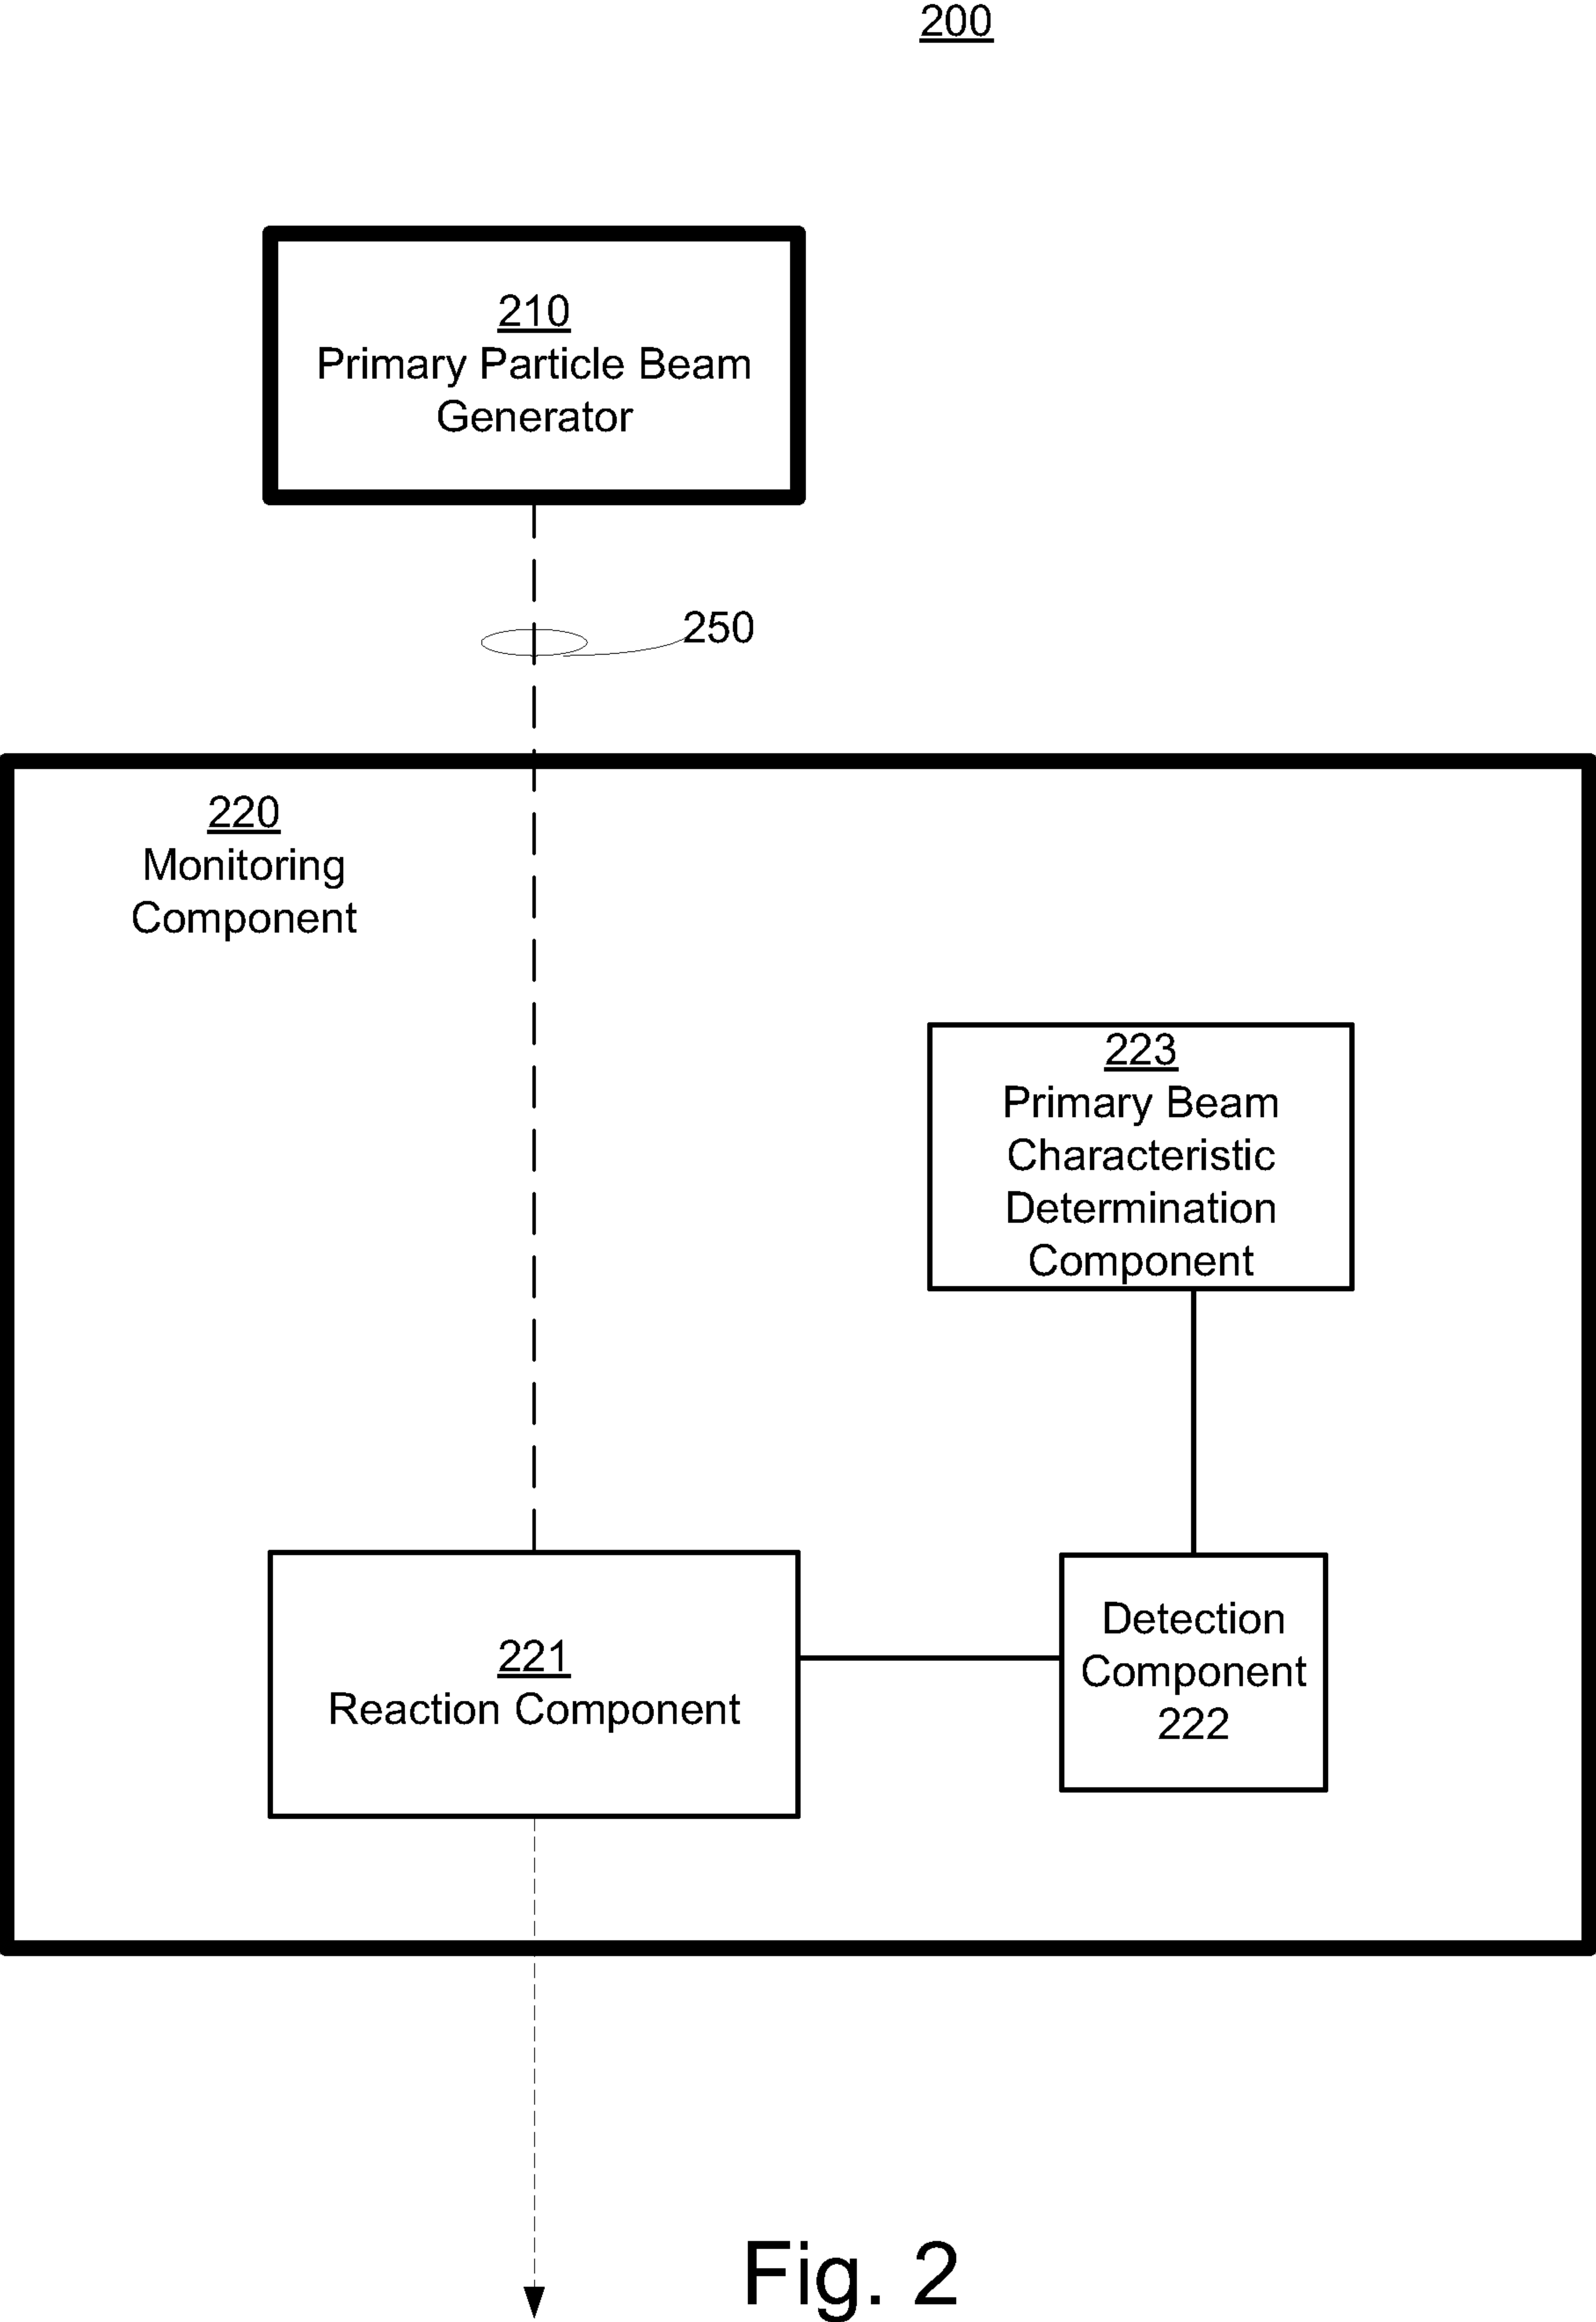 200
210
Primary Particle Beam
Generator
250
220
Monitoring
Component
223
Primary Beam
Characteristic
Determination
Component
221
Reaction Component
Detection
Component
222
Fig. 2